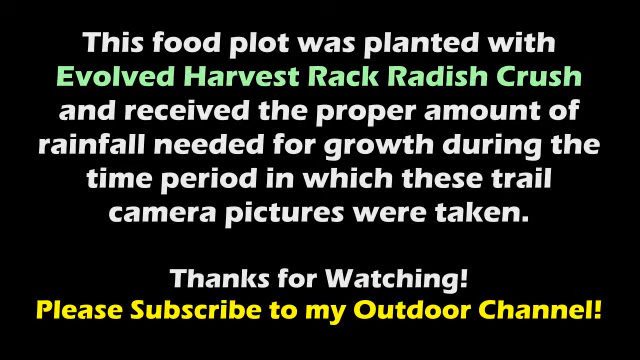 This food plot was planted with
Evolved Harvest Rack Radish Crush
and received the proper amount of
rainfall needed for growth during the
time period in which these trail
camera pictures were taken.
Thanks for Watching!
Please Subscribe to my Outdoor Channel!